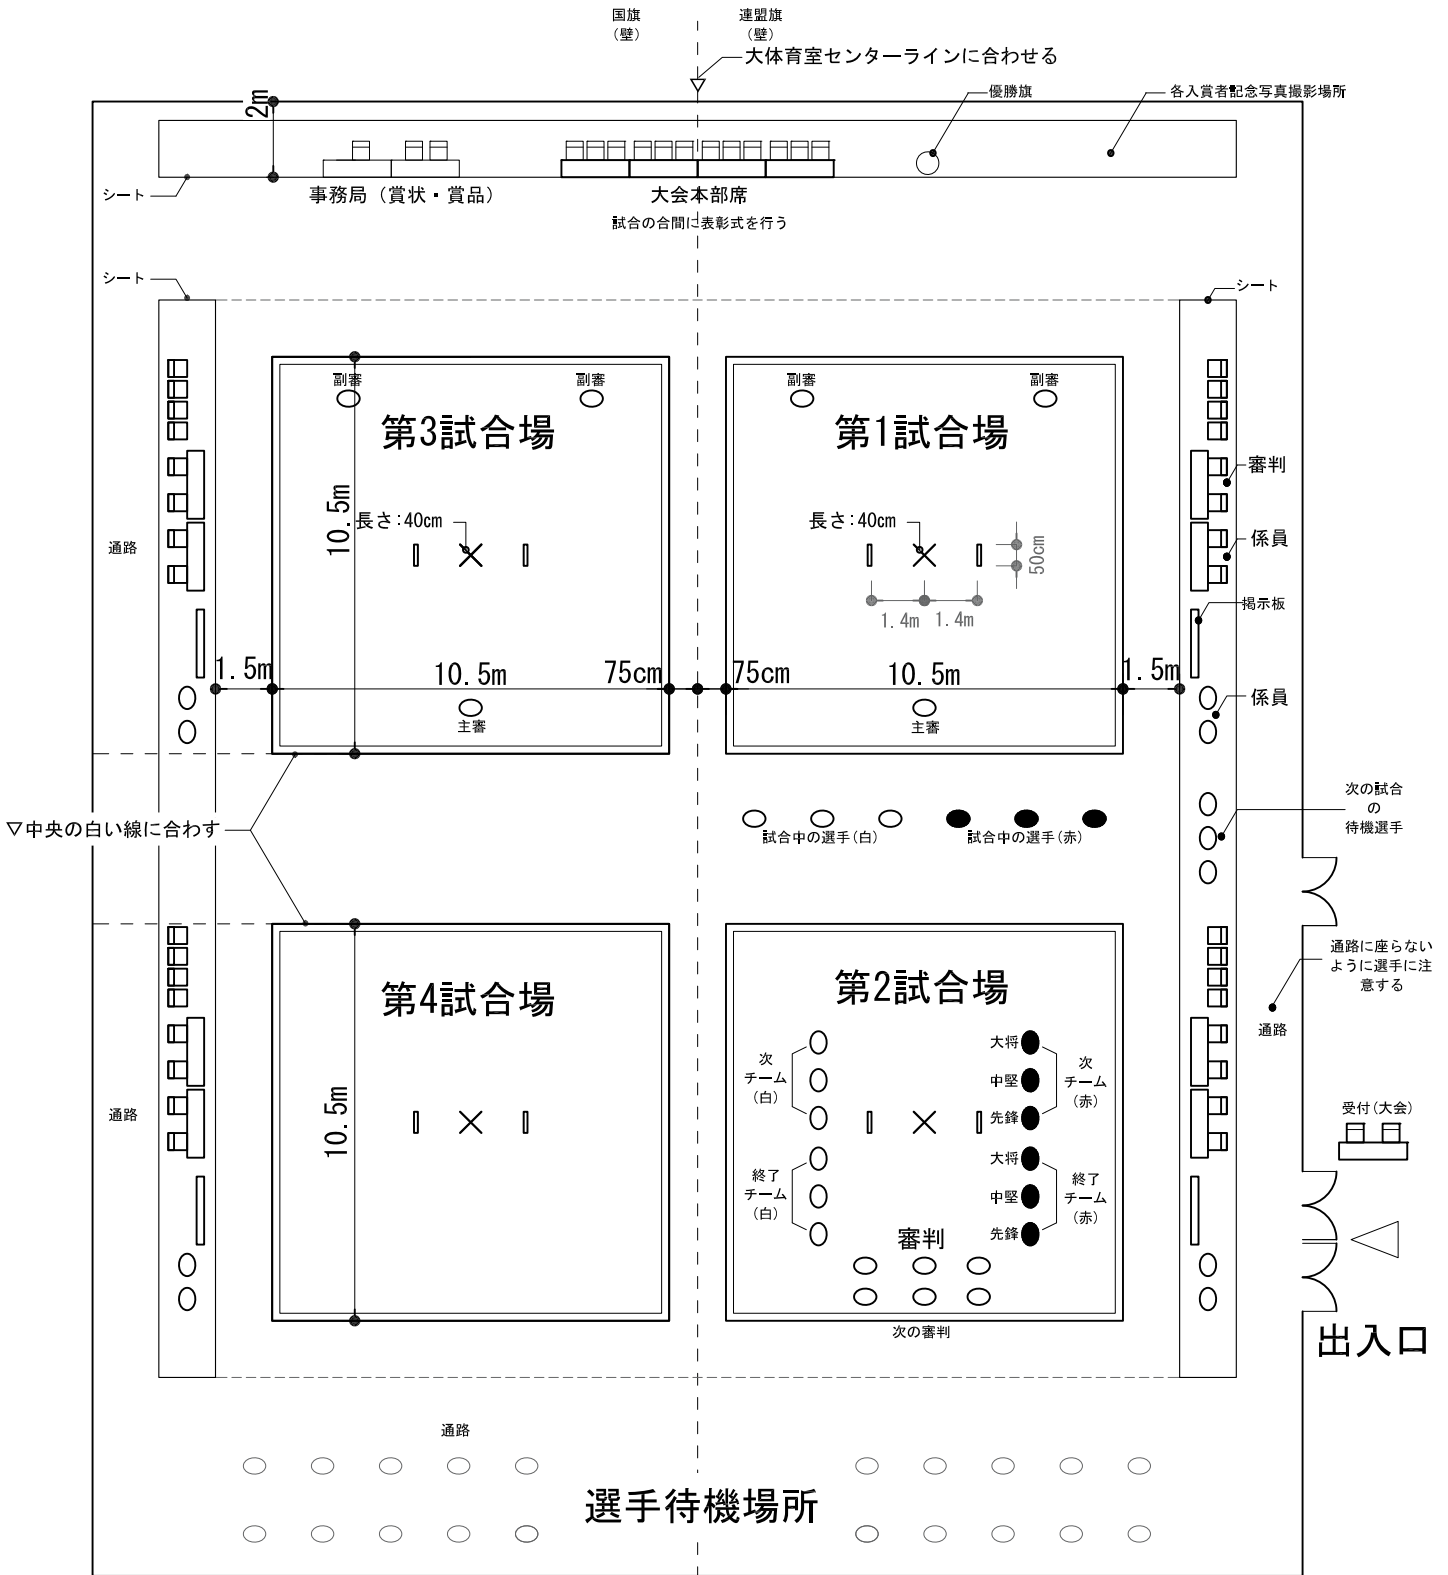 国旗
(壁)
連盟旗
(壁)
大体育室センターラインに合わせる
2m
優勝旗
各入賞者記念写真撮影場所
シート
事務局（賞状・賞品）
大会本部席
試合の合間に表彰式を行う
シート
シート
副審
副審
副審
副審
第3試合場
第1試合場
審判
10.5m
長さ:40cm
長さ:40cm
50cm
係員
通路
掲示板
1.4m
1.4m
1.5m
10.5m
75cm
75cm
10.5m
1.5m
係員
主審
主審
次の試合
の
待機選手
▽中央の白い線に合わす
試合中の選手(白)
試合中の選手(赤)
通路に座らない
ように選手に注
意する
第4試合場
第2試合場
通路
大将
次
チーム
(白)
中堅
次
チーム
(赤)
先鋒
10.5m
通路
受付(大会)
大将
終了
チーム
(白)
中堅
終了
チーム
(赤)
先鋒
審判
次の審判
出入口
通路
選手待機場所